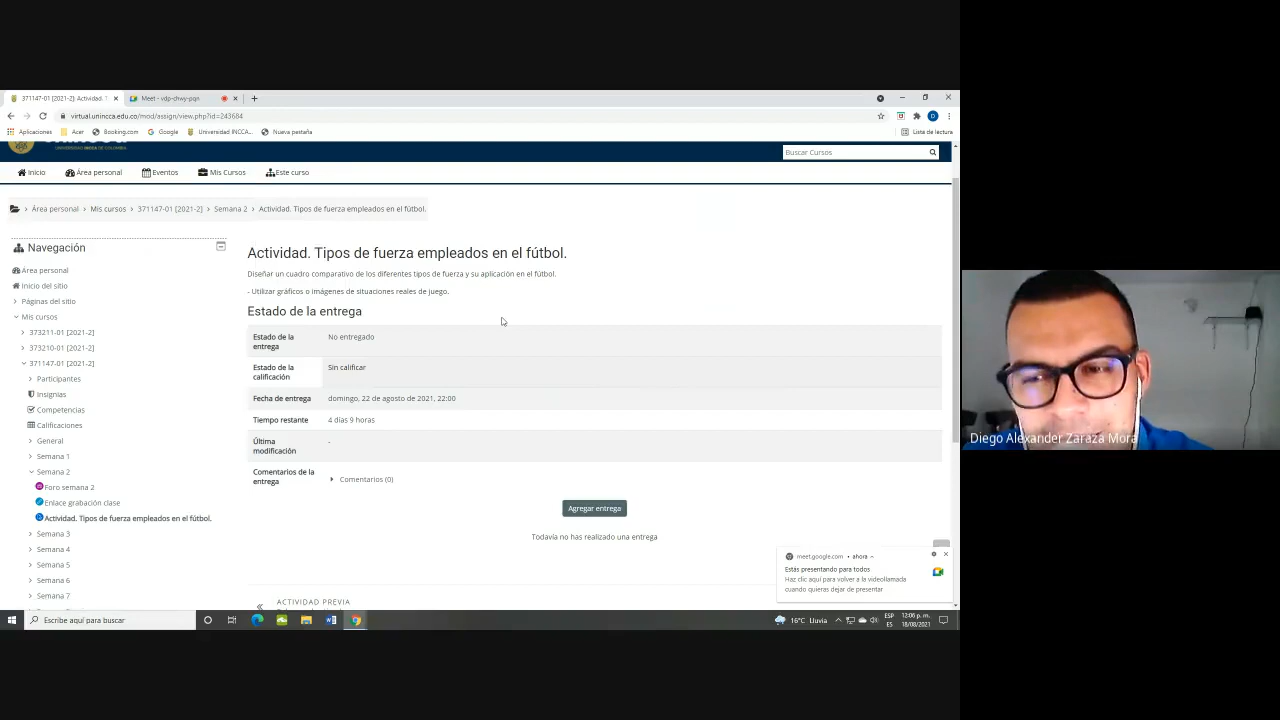 371147-01 [2021-2]: Actividad. T
Meet - vdp-chwy-pqn
virtual.unincca.edu.co/mod/assign/view.php?id=243684
Aplicaciones
Acer
Booking.com
Google
Universidad INCCA...
Nueva pestaña
Lista de lectura
UNIVERSIDAD INCCA DE COLOMBIA
Buscar Cursos
Inicio
Área personal
Eventos
Mis Cursos
Este curso
Área personal > Mis cursos > 371147-01 [2021-2] > Semana 2 > Actividad. Tipos de fuerza empleados en el fútbol.
Navegación
Área personal
Inicio del sitio
Páginas del sitio
Mis cursos
373211-01 [2021-2]
373210-01 [2021-2]
371147-01 [2021-2]
Participantes
Insignias
Competencias
Calificaciones
General
Semana 1
Semana 2
Foro semana 2
Enlace grabación clase
Actividad. Tipos de fuerza empleados en el fútbol.
Semana 3
Semana 4
Semana 5
Semana 6
Semana 7
Actividad. Tipos de fuerza empleados en el fútbol.
Diseñar un cuadro comparativo de los diferentes tipos de fuerza y su aplicación en el fútbol.
- Utilizar gráficos o imágenes de situaciones reales de juego.
Estado de la entrega
Estado de la entrega
No entregado
Estado de la calificación
Sin calificar
Fecha de entrega
domingo, 22 de agosto de 2021, 22:00
Tiempo restante
4 días 9 horas
Última modificación
-
Comentarios de la entrega
Comentarios (0)
Agregar entrega
Todavía no has realizado una entrega
ACTIVIDAD PREVIA
meet.google.com • ahora
Estás presentando para todos
Haz clic aquí para volver a la videollamada
cuando quieras dejar de presentar
Escribe aquí para buscar
16°C Lluvia
ESP
ES
12:06 p. m.
18/08/2021
Diego Alexander Zaraza Mora